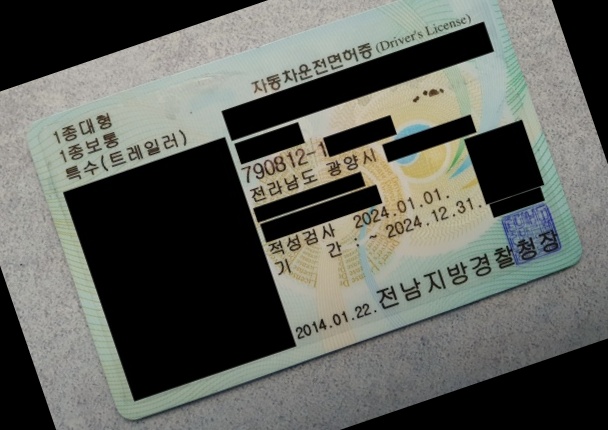 자동차운전면허증 (Driver's License)
1종대형
1종보통
특수(트레일러)
790812-1
전라남도 광양시
적성검사 2024.01.01.
기 간 : ~ 2024.12.31.
2014.01.22. 전남지방경찰청장